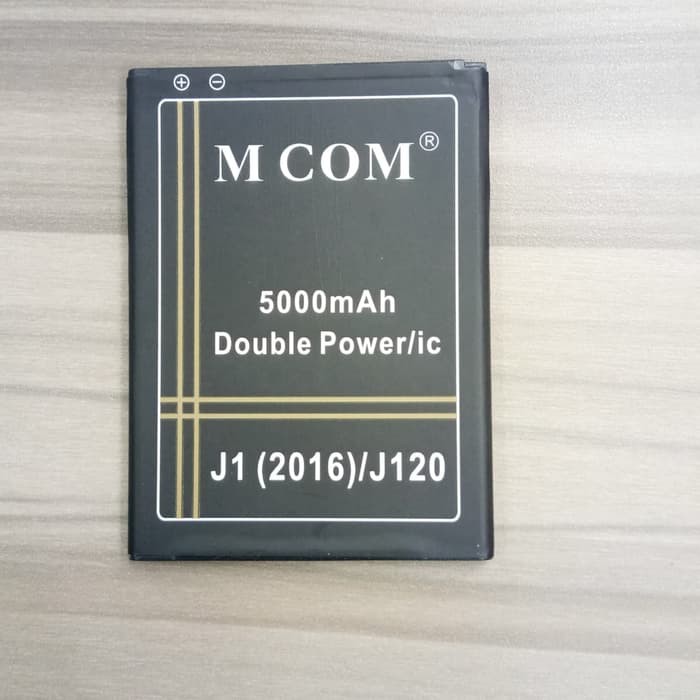 ⊕ ⊖
M COM®
5000mAh
Double Power/ic
J1 (2016)/J120